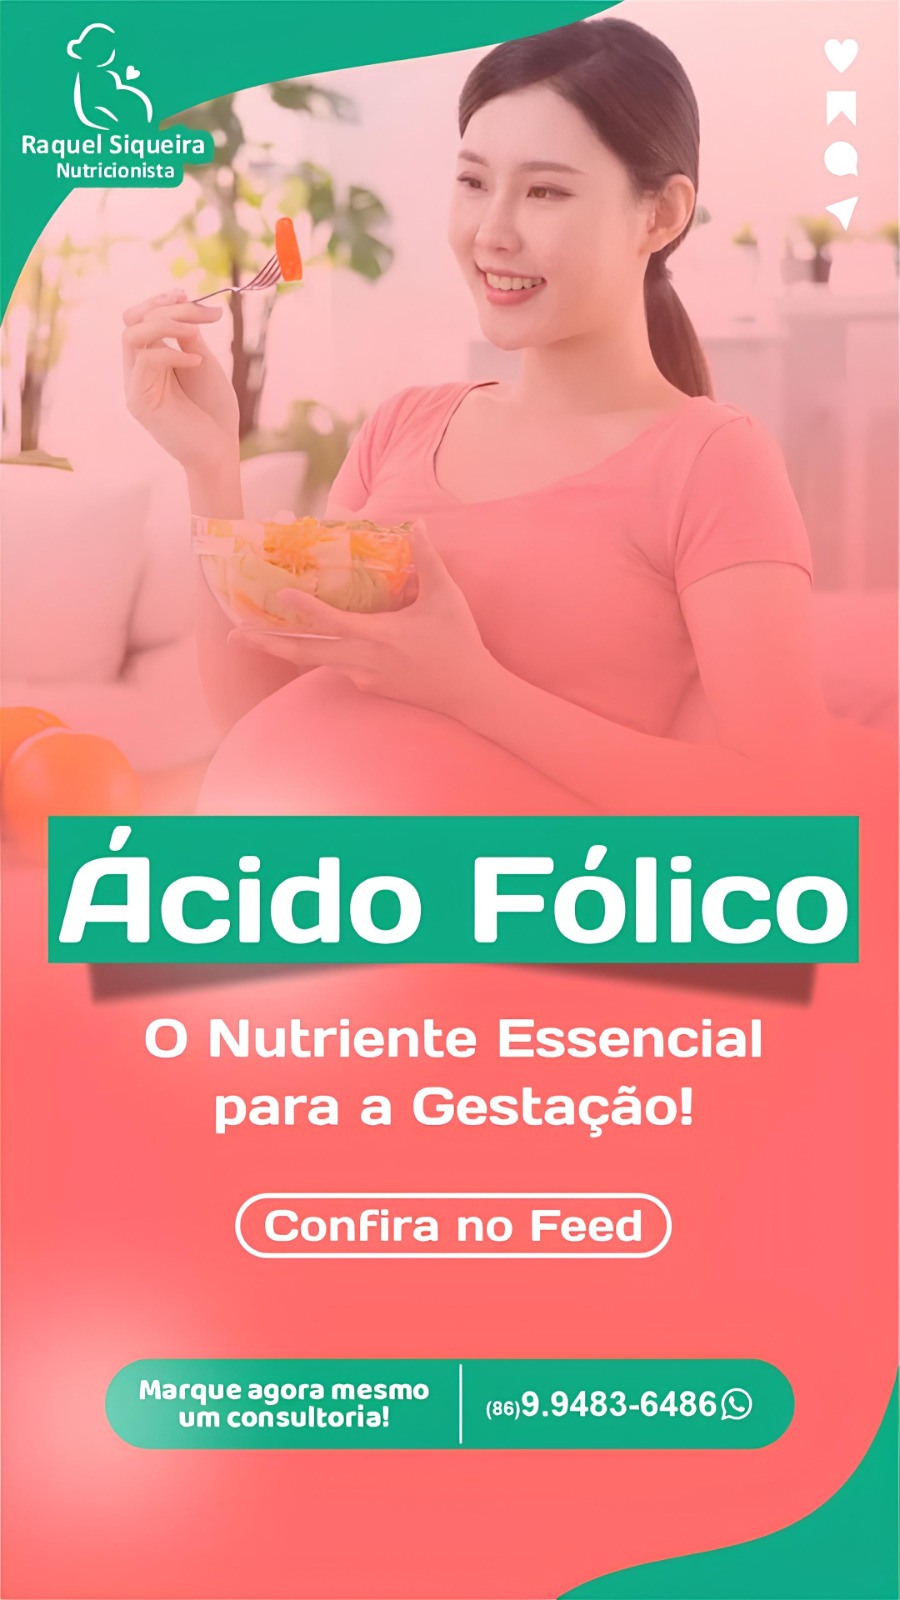 Raquel Siqueira
Nutricionista
Ácido Fólico
O Nutriente Essencial
para a Gestação!
Confira no Feed
Marque agora mesmo
um consultoria!
(86)9.9483-6486